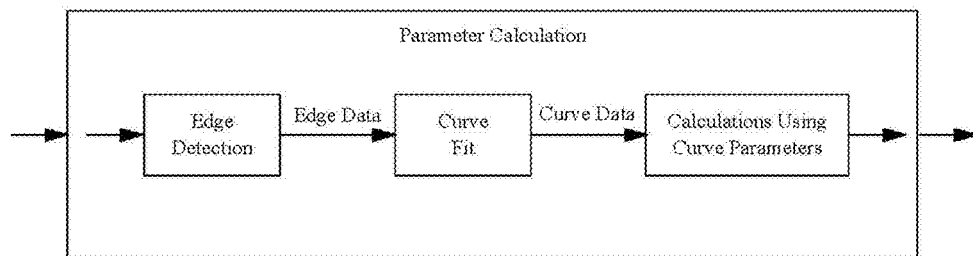 Parameter Calculation
Edge
Detection
Edge Data
Curve
Fit
Curve Data
Calculations Using
Curve Parameters